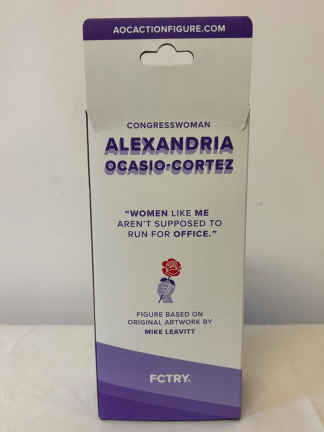 AOCACTIONFIGURE.COM
CONGRESSWOMAN
ALEXANDRIA
OCASIO-CORTEZ
"WOMEN LIKE ME
AREN'T SUPPOSED TO
RUN FOR OFFICE."
FIGURE BASED ON
ORIGINAL ARTWORK BY
MIKE LEAVITT
FCTRY